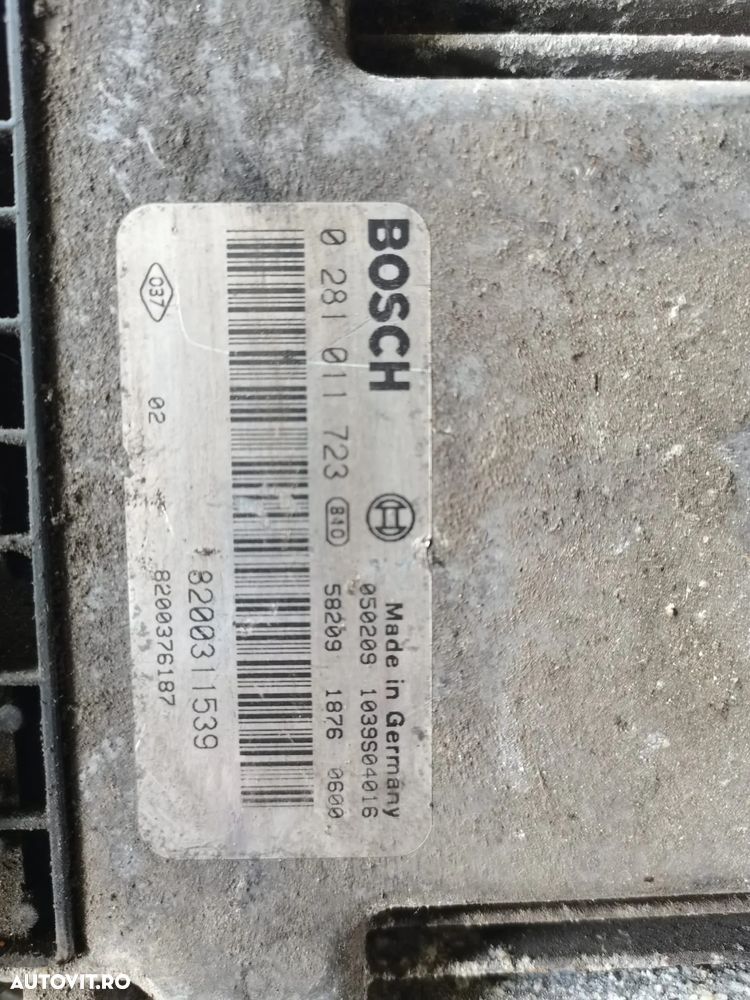 BOSCH
Made in Germany
050209 1039S04016
0 281 011 723 840 58209 1876 0600
8200311539
037 02 8200376187
AUTOVIT.RO